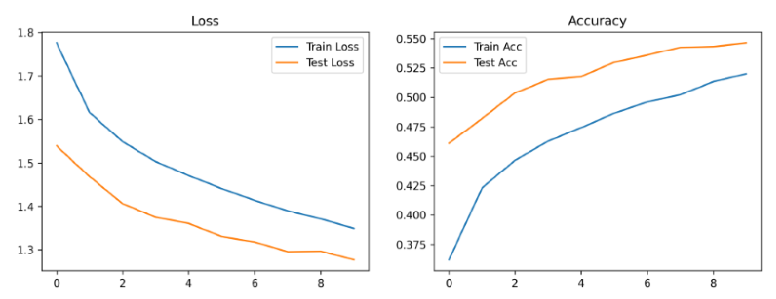 Loss
1.8
1.7
1.6
1.5
1.4
1.3
0 2 4 6 8
Train Loss
Test Loss
Accuracy
0.550
0.525
0.500
0.475
0.450
0.425
0.400
0.375
0 2 4 6 8
Train Acc
Test Acc